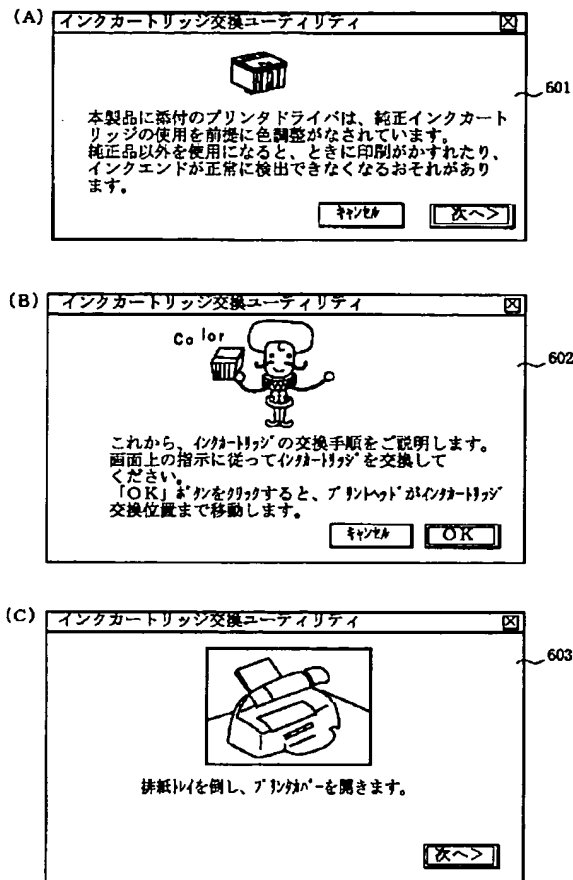 (A)
インクカートリッジ交換ユーティリティ
601
本製品に添付のプリンタドライバは、純正インクカート
リッジの使用を前提に色調整がなされています。
純正品以外を使用になると、ときに印刷がかすれたり、
インクエンドが正常に検出できなくなるおそれがあり
ます。
ｷｬﾝｾﾙ
次へ>
(B)
インクカートリッジ交換ユーティリティ
Color
602
これから、ｲﾝｸｶｰﾄﾘｯｼﾞの交換手順をご説明します。
画面上の指示に従ってｲﾝｸｶｰﾄﾘｯｼﾞを交換して
ください。
「OK」ﾎﾞﾀﾝをｸﾘｯｸすると、ﾌﾟﾘﾝﾄﾍｯﾄﾞがｲﾝｸｶｰﾄﾘｯｼﾞ
交換位置まで移動します。
ｷｬﾝｾﾙ
OK
(C)
インクカートリッジ交換ユーティリティ
603
排紙ﾄﾚｲを倒し、ﾌﾟﾘﾝﾀｶﾊﾞｰを開きます。
次へ>